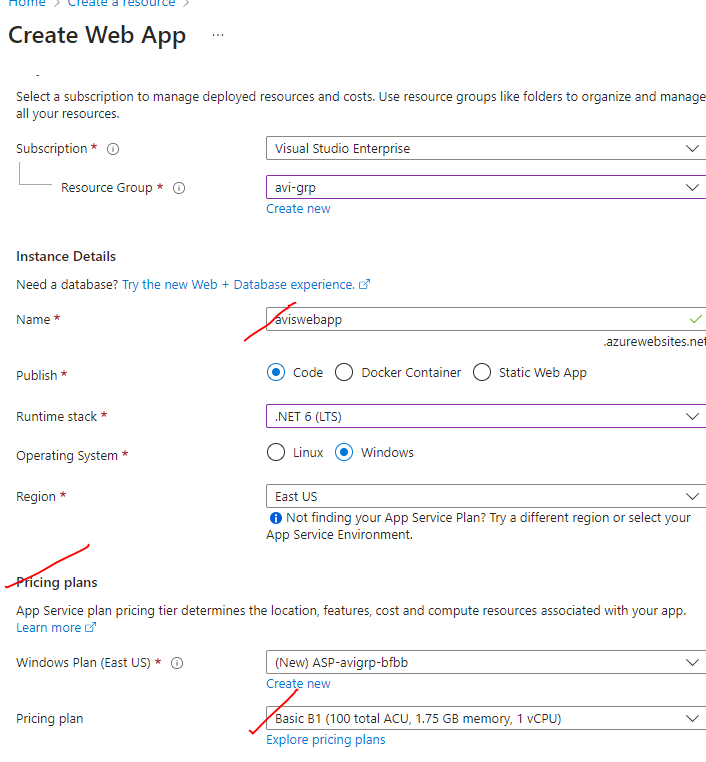 Home > Create a resource >
Create Web App ...
Select a subscription to manage deployed resources and costs. Use resource groups like folders to organize and manage
all your resources.
Subscription *
Visual Studio Enterprise
Resource Group *
avi-grp
Create new
Instance Details
Need a database? Try the new Web + Database experience.
Name *
aviswebapp
.azurewebsites.net
Publish *
Code
Docker Container
Static Web App
Runtime stack *
.NET 6 (LTS)
Operating System *
Linux
Windows
Region *
East US
Not finding your App Service Plan? Try a different region or select your
App Service Environment.
Pricing plans
App Service plan pricing tier determines the location, features, cost and compute resources associated with your app.
Learn more
Windows Plan (East US) *
(New) ASP-avigrp-bfbb
Create new
Pricing plan
Basic B1 (100 total ACU, 1.75 GB memory, 1 vCPU)
Explore pricing plans